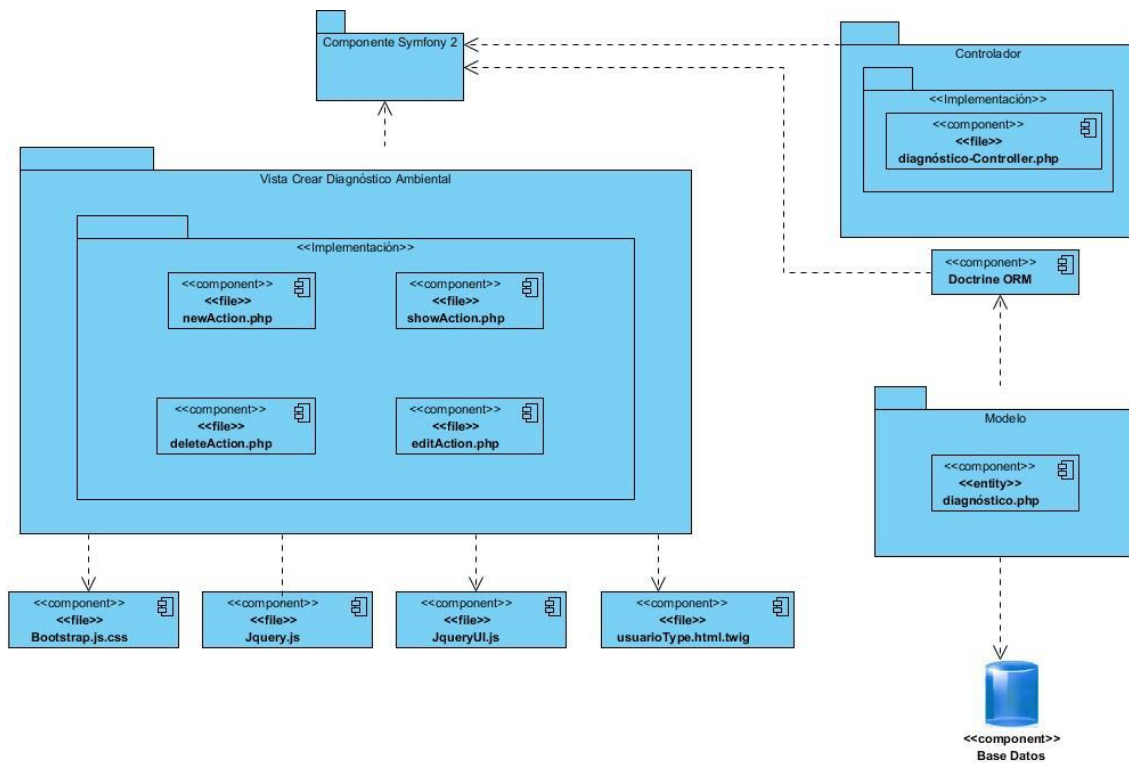 Componente Symfony 2
Controlador
<<Implementación>>
<<component>>
<<file>>
diagnóstico-Controller.php
Vista Crear Diagnóstico Ambiental
<<Implementación>>
<<component>>
<<file>>
newAction.php
<<component>>
<<file>>
showAction.php
<<component>>
<<file>>
deleteAction.php
<<component>>
<<file>>
editAction.php
<<component>>
Doctrine ORM
Modelo
<<component>>
<<entity>>
diagnóstico.php
<<component>>
<<file>>
Bootstrap.js.css
<<component>>
<<file>>
Jquery.js
<<component>>
<<file>>
JqueryUI.js
<<component>>
<<file>>
usuarioType.html.twig
<<component>>
Base Datos